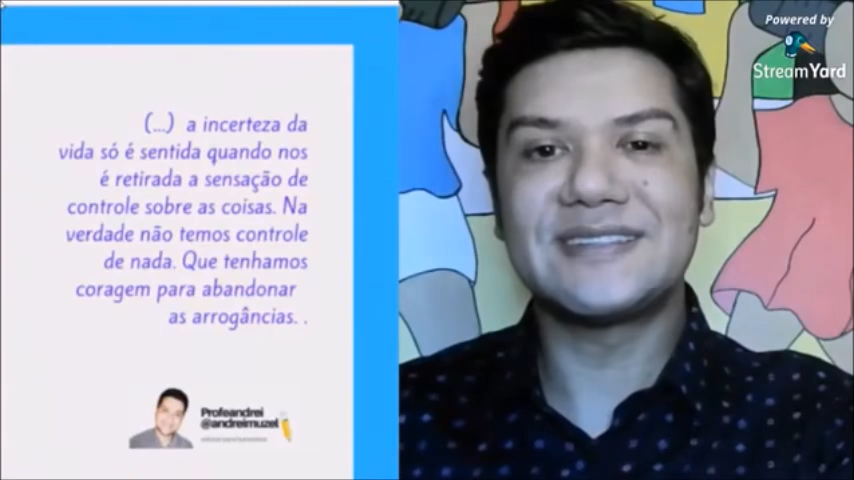 (...) a incerteza da
vida só é sentida quando nos
é retirada a sensação de
controle sobre as coisas. Na
verdade não temos controle
de nada. Que tenhamos
coragem para abandonar
as arrogâncias. .
Profeandrei
@andreimuzel
Powered by
StreamYard